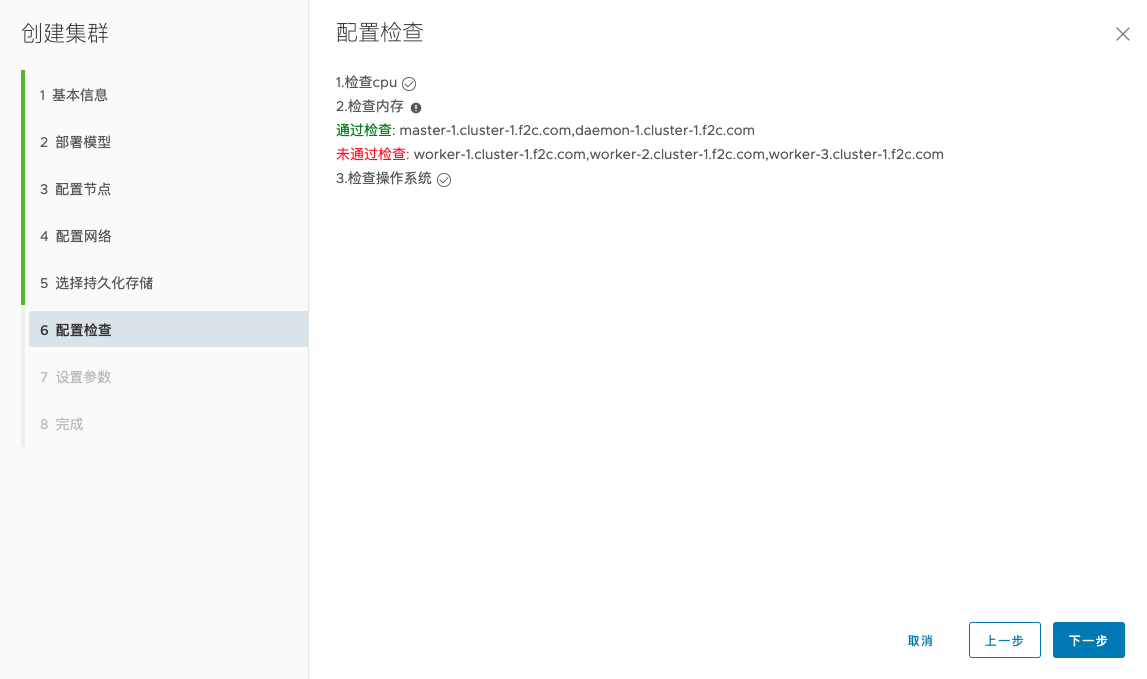 创建集群
1 基本信息
2 部署模型
3 配置节点
4 配置网络
5 选择持久化存储
6 配置检查
7 设置参数
8 完成
配置检查
1.检查cpu
2.检查内存
通过检查: master-1.cluster-1.f2c.com,daemon-1.cluster-1.f2c.com
未通过检查: worker-1.cluster-1.f2c.com,worker-2.cluster-1.f2c.com,worker-3.cluster-1.f2c.com
3.检查操作系统
取消
上一步
下一步